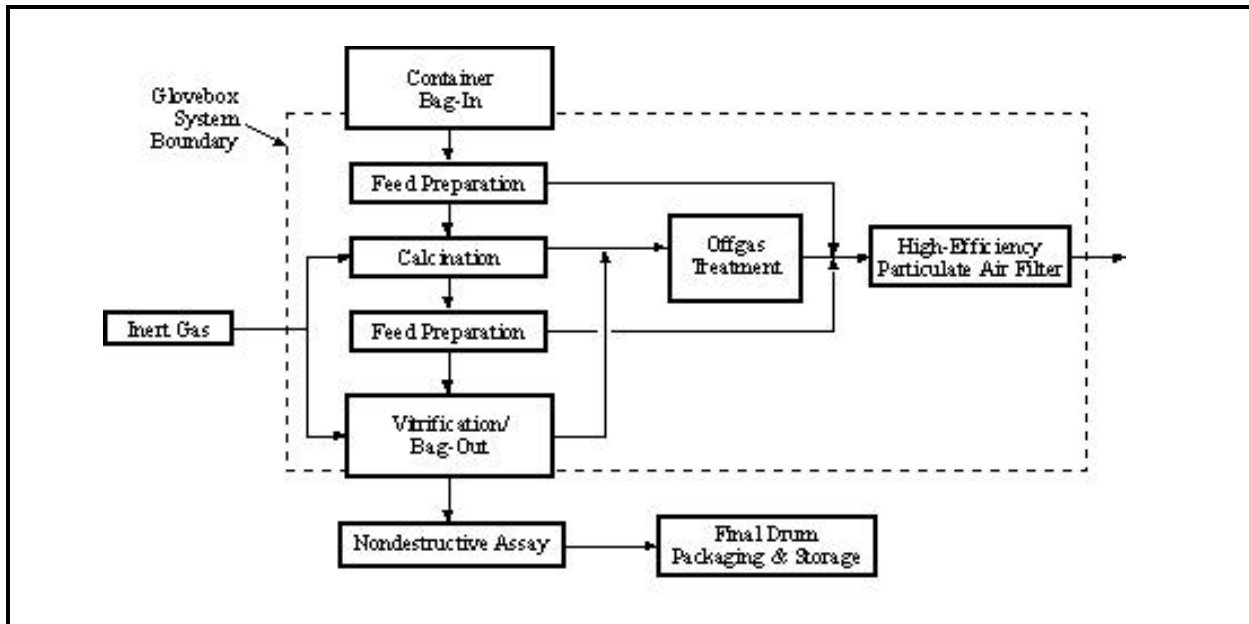 Container
Bag-In
Glovebox
System
Boundary
Feed Preparation
Calcination
Offgas
Treatment
High-Efficiency
Particulate Air Filter
Inert Gas
Feed Preparation
Vitrification/
Bag-Out
Nondestructive Assay
Final Drum
Packaging & Storage